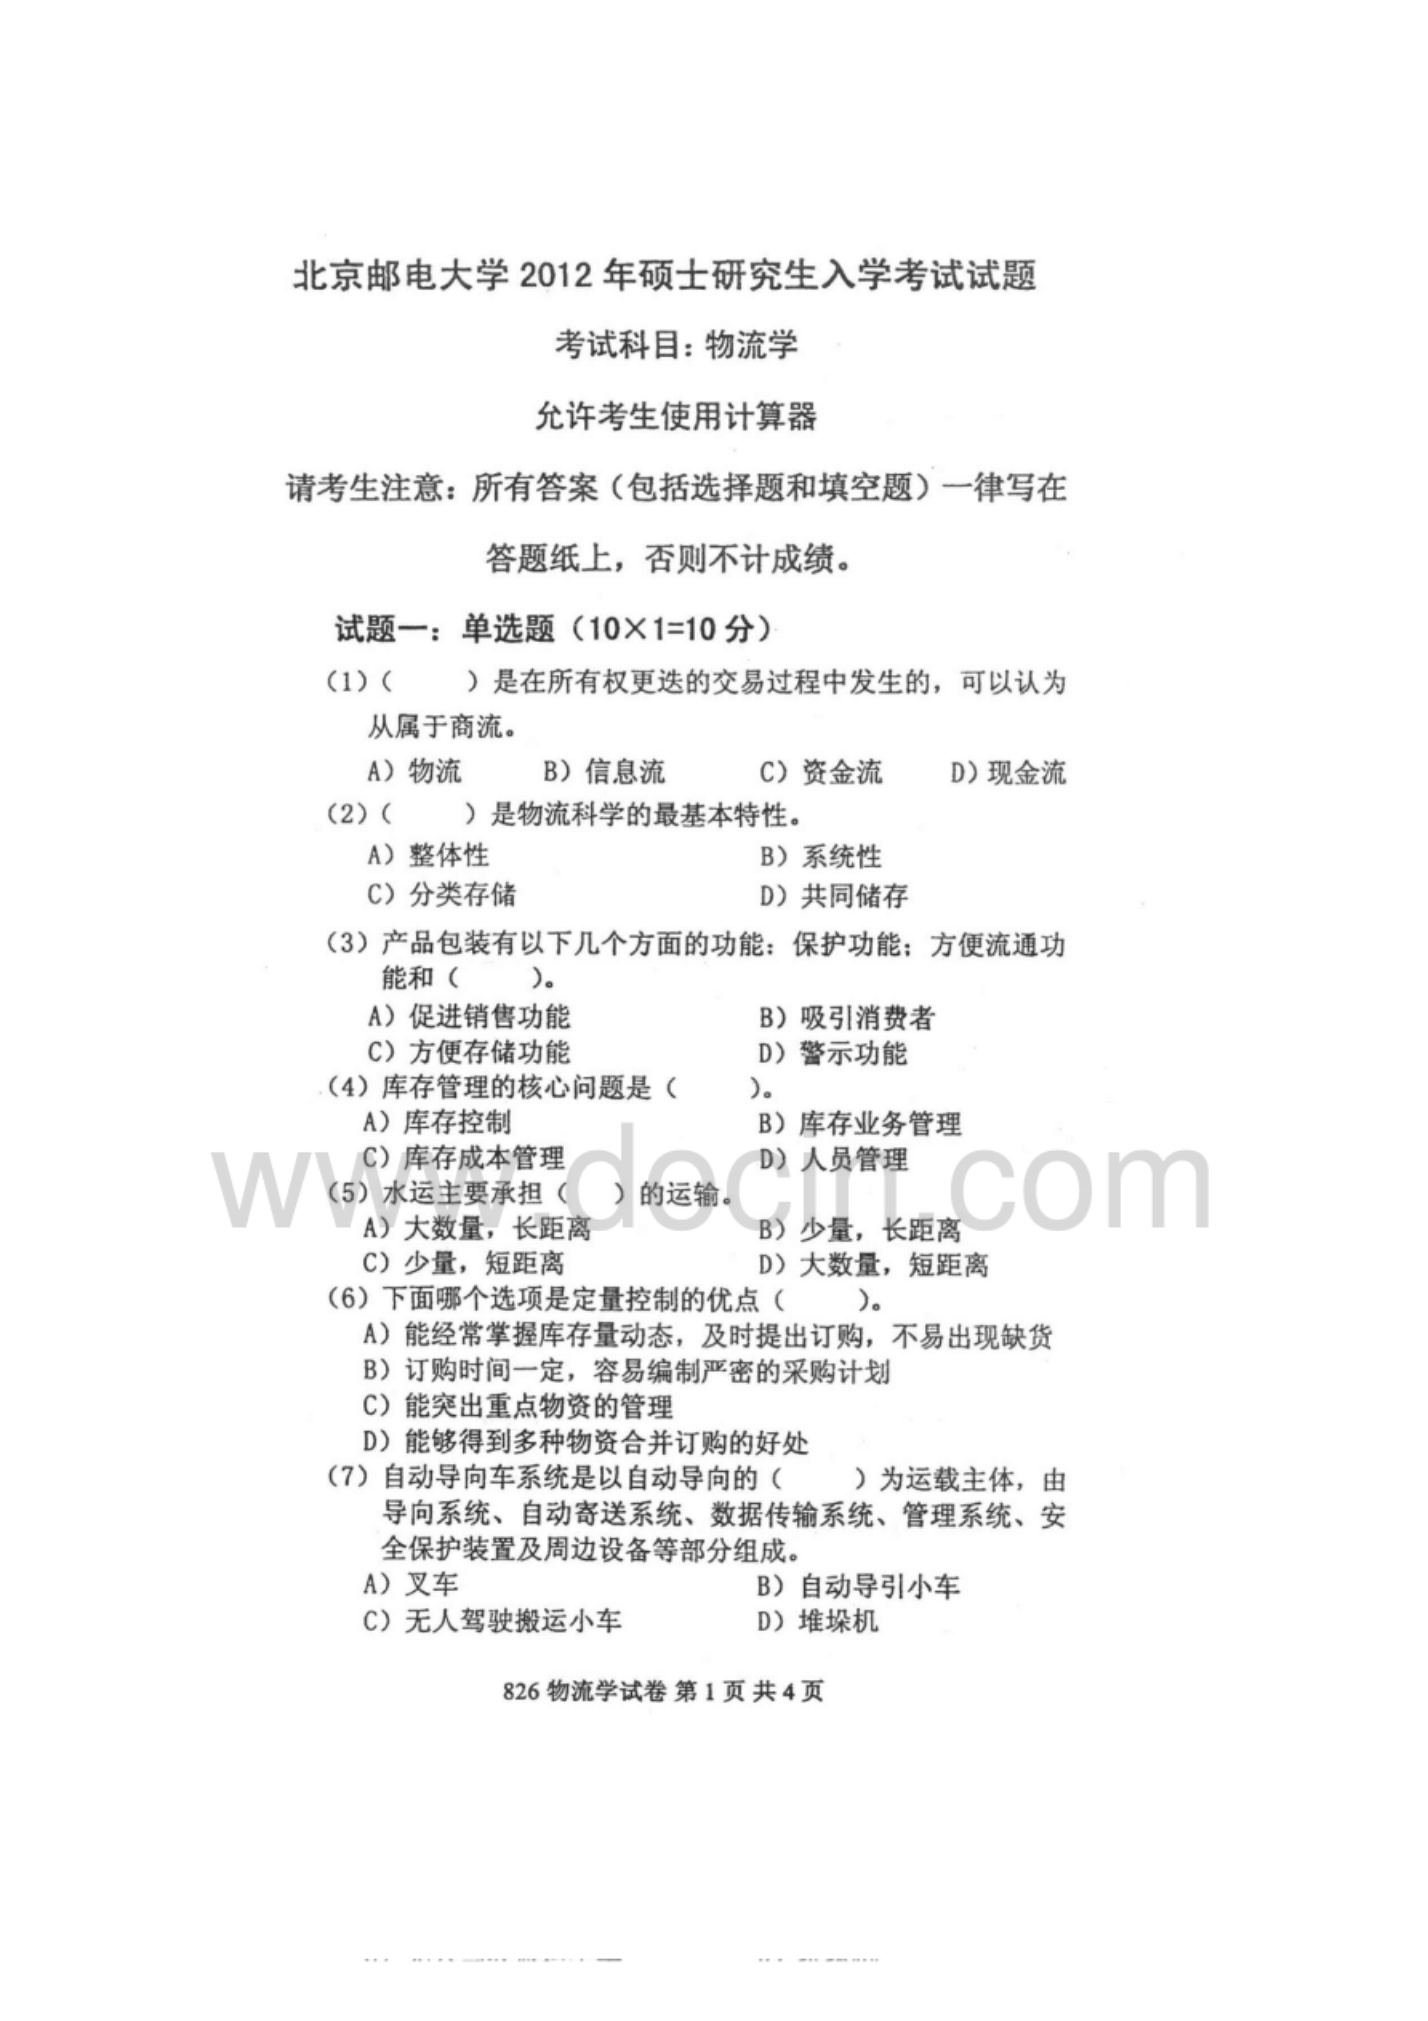 北京邮电大学 2012 年硕士研究生入学考试试题
考试科目：物流学
允许考生使用计算器
请考生注意：所有答案（包括选择题和填空题）一律写在
答题纸上，否则不计成绩。
试题一：单选题（10×1=10 分）
（1）（　　）是在所有权更迭的交易过程中发生的，可以认为
从属于商流。
A）物流　　B）信息流　　C）资金流　　D）现金流
（2）（　　）是物流科学的最基本特性。
A）整体性　　B）系统性
C）分类存储　　D）共同储存
（3）产品包装有以下几个方面的功能：保护功能；方便流通功
能和（　　）。
A）促进销售功能　　B）吸引消费者
C）方便存储功能　　D）警示功能
（4）库存管理的核心问题是（　　）。
A）库存控制　　B）库存业务管理
C）库存成本管理　　D）人员管理
www.docin.com
（5）水运主要承担（　　）的运输。
A）大数量，长距离　　B）少量，长距离
C）少量，短距离　　D）大数量，短距离
（6）下面哪个选项是定量控制的优点（　　）。
A）能经常掌握库存量动态，及时提出订购，不易出现缺货
B）订购时间一定，容易编制严密的采购计划
C）能突出重点物资的管理
D）能够得到多种物资合并订购的好处
（7）自动导向车系统是以自动导向的（　　）为运载主体，由
导向系统、自动寄送系统、数据传输系统、管理系统、安
全保护装置及周边设备等部分组成。
A）叉车　　B）自动导引小车
C）无人驾驶搬运小车　　D）堆垛机
826 物流学试卷 第 1 页 共 4 页